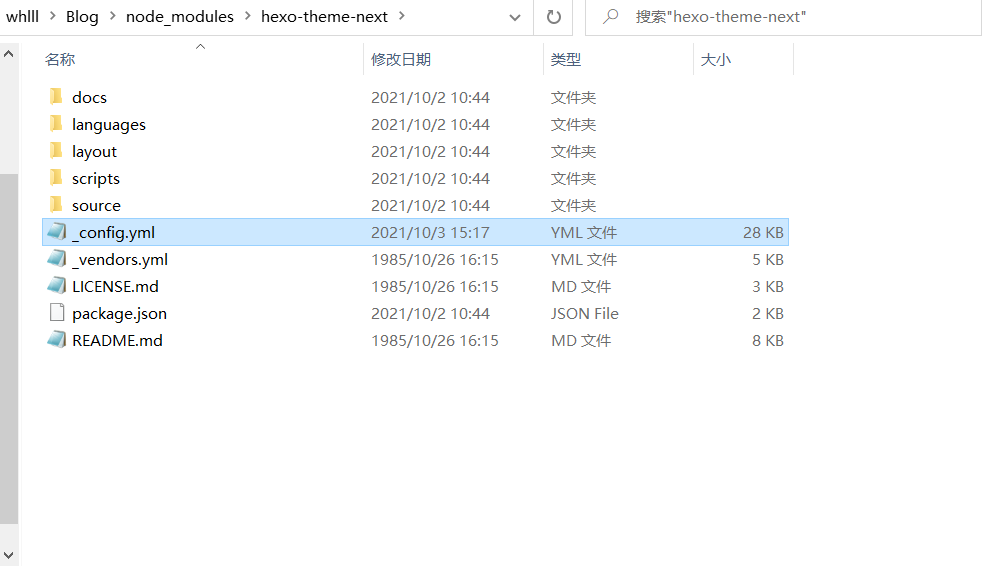 whlll > Blog > node_modules > hexo-theme-next >
搜索"hexo-theme-next"
名称 修改日期 类型 大小
docs 2021/10/2 10:44 文件夹
languages 2021/10/2 10:44 文件夹
layout 2021/10/2 10:44 文件夹
scripts 2021/10/2 10:44 文件夹
source 2021/10/2 10:44 文件夹
_config.yml 2021/10/3 15:17 YML 文件 28 KB
_vendors.yml 1985/10/26 16:15 YML 文件 5 KB
LICENSE.md 1985/10/26 16:15 MD 文件 3 KB
package.json 2021/10/2 10:44 JSON File 2 KB
README.md 1985/10/26 16:15 MD 文件 8 KB